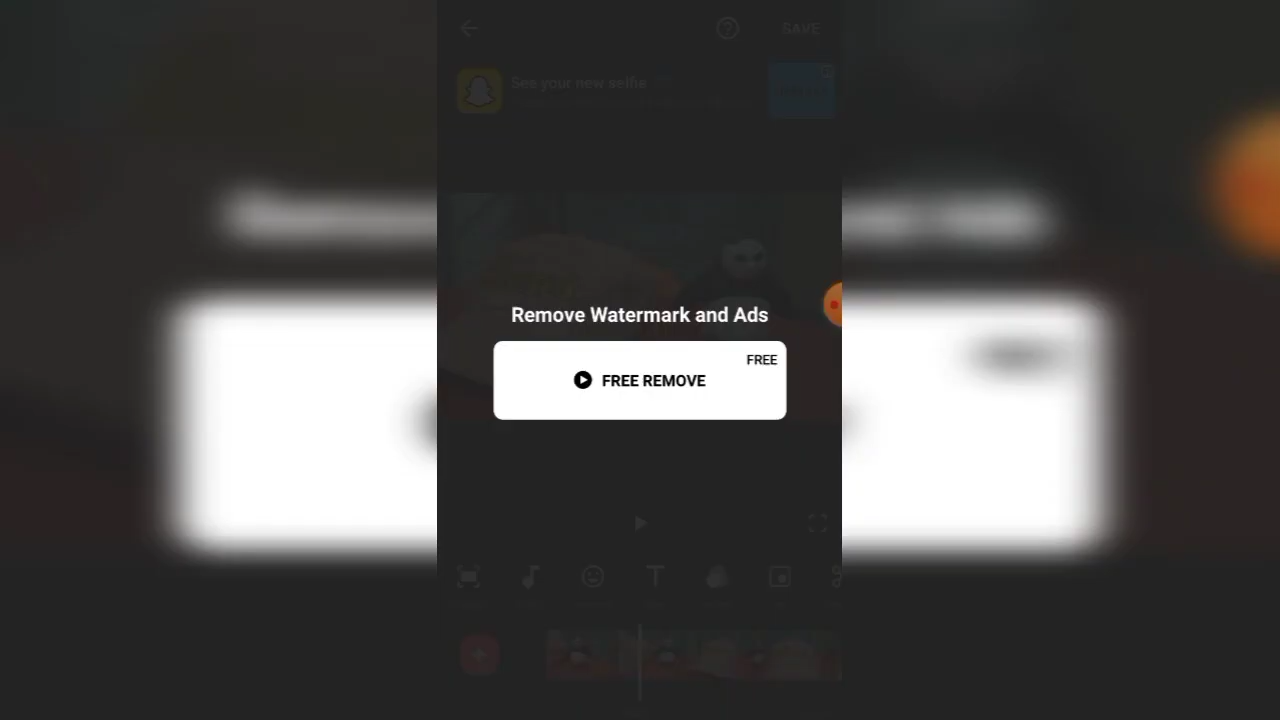 SAVE
See your new selfie
Remove Watermark and Ads
FREE
FREE REMOVE